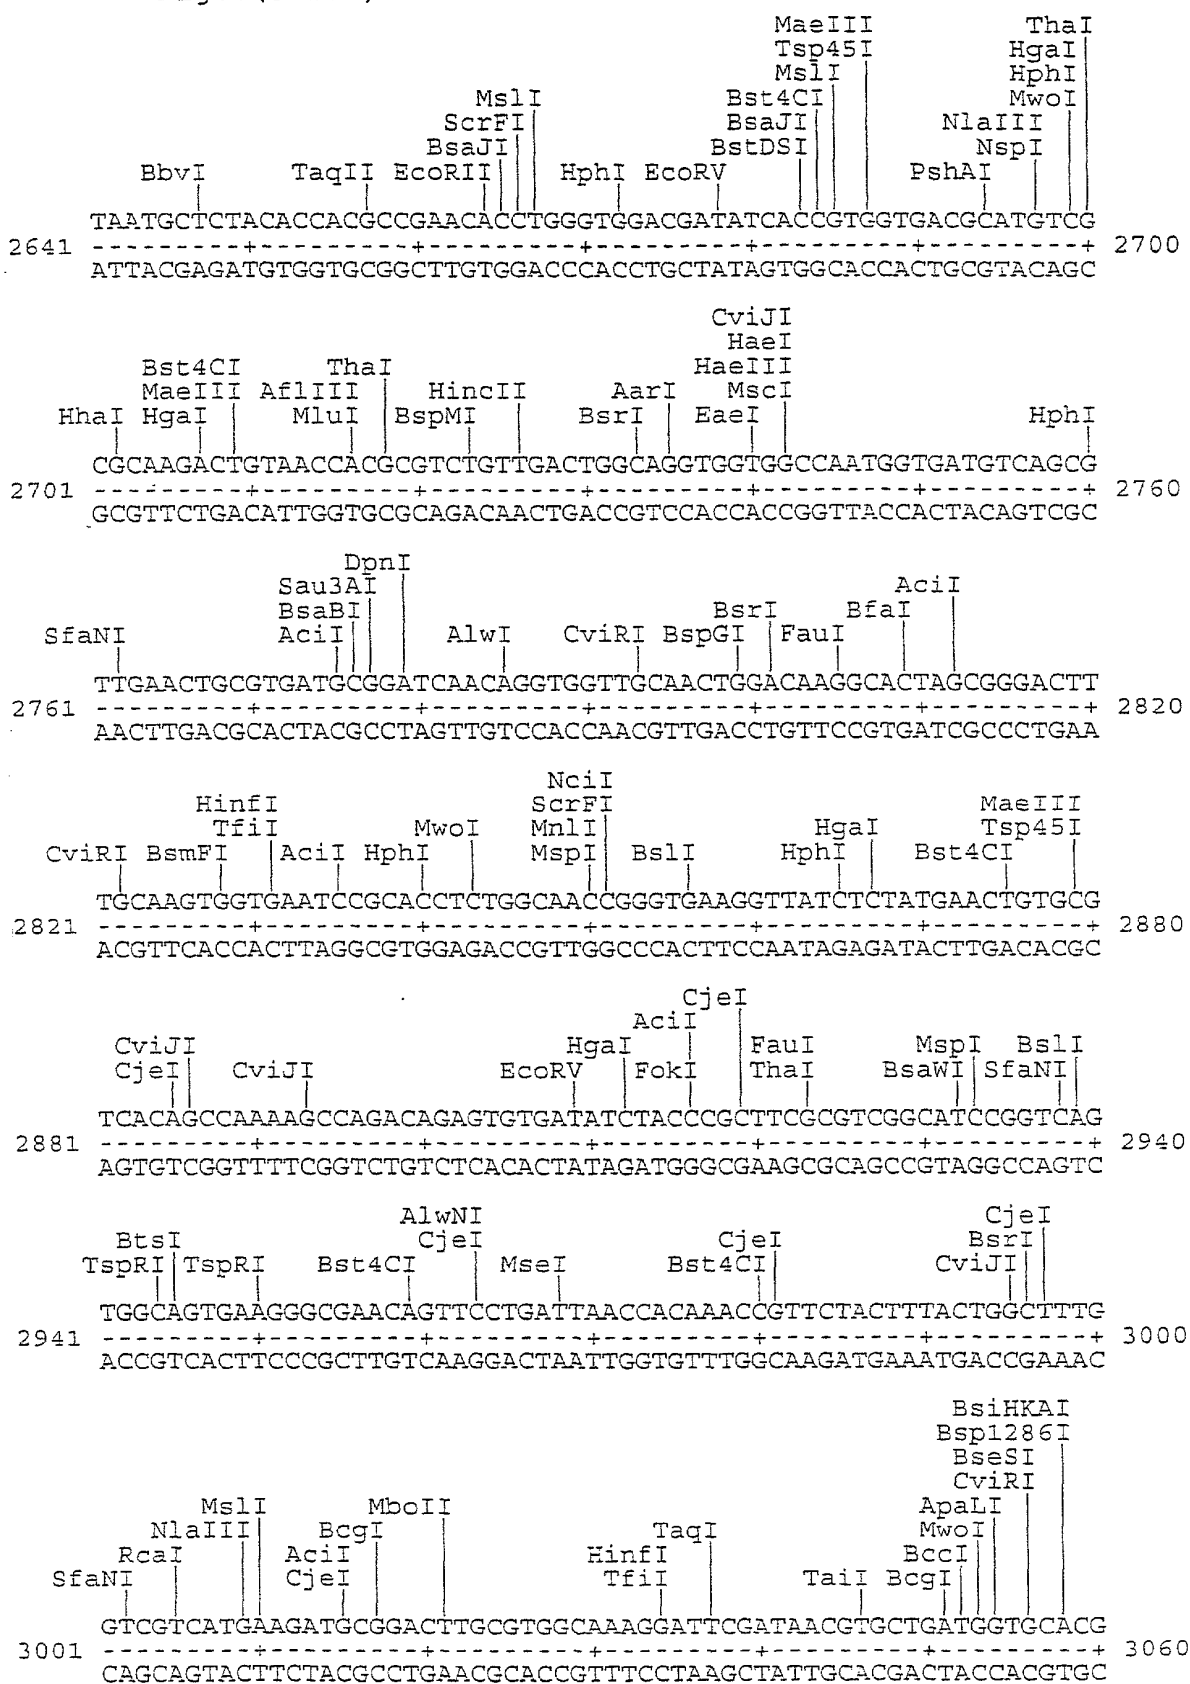 MaeIII ThaI
Tsp45I HgaI
MslI HphI
MslI Bst4CI MwoI
ScrFI BsaJI NlaIII
BsaJI BstDSI NspI
BbvI TaqII EcoRII HphI EcoRV PshAI
TAATGCTCTACACCACGCCGAACACCTGGGTGGACGATATCACCGTGGTGACGCATGTCG
2641 ---------+---------+---------+---------+---------+---------+ 2700
ATTACGAGATGTGGTGCGGCTTGTGGACCCACCTGCTATAGTGGCACCACTGCGTACAGC
CviJI
HaeI
Bst4CI ThaI HaeIII
MaeIII AflIII HincII AarI MscI
HhaI HgaI MluI BspMI BsrI EaeI HphI
CGCAAGACTGTAACCACGCGTCTGTTGACTGGCAGGTGGTGGCCAATGGTGATGTCAGCG
2701 ---------+---------+---------+---------+---------+---------+ 2760
GCGTTCTGACATTGGTGCGCAGACAACTGACCGTCCACCACCGGTTACCACTACAGTCGC
DpnI
Sau3AI AciI
BsaBI BsrI BfaI
SfaNI AciI AlwI CviRI BspGI FauI
TTGAACTGCGTGATGCGGATCAACAGGTGGTTGCAACTGGACAAGGCACTAGCGGGACTT
2761 ---------+---------+---------+---------+---------+---------+ 2820
AACTTGACGCACTACGCCTAGTTGTCCACCAACGTTGACCTGTTCCGTGATCGCCCTGAA
NciI
HinfI ScrFI MaeIII
TfiI MwoI MnlI HgaI Tsp45I
CviRI BsmFI AciI HphI MspI BslI HphI Bst4CI
TGCAAGTGGTGAATCCGCACCTCTGGCAACCGGGTGAAGGTTATCTCTATGAACTGTGCG
2821 ---------+---------+---------+---------+---------+---------+ 2880
ACGTTCACCACTTAGGCGTGGAGACCGTTGGCCCACTTCCAATAGAGATACTTGACACGC
CjeI
AciI
CviJI HgaI FauI MspI BslI
CjeI CviJI EcoRV FokI ThaI BsaWI SfaNI
TCACAGCCAAAAGCCAGACAGAGTGTGATATCTACCCGCTTCGCGTCGGCATCCGGTCAG
2881 ---------+---------+---------+---------+---------+---------+ 2940
AGTGTCGGTTTTCGGTCTGTCTCACACTATAGATGGGCGAAGCGCAGCCGTAGGCCAGTC
AlwNI CjeI
BtsI CjeI CjeI BsrI
TspRI TspRI Bst4CI MseI Bst4CI CviJI
TGGCAGTGAAGGGCGAACAGTTCCTGATTAACCACAAACCGTTCTACTTTACTGGCTTTG
2941 ---------+---------+---------+---------+---------+---------+ 3000
ACCGTCACTTCCCGCTTGTCAAGGACTAATTGGTGTTTGGCAAGATGAAATGACCGAAAC
BsiHKAI
Bsp1286I
BseSI
CviRI
MslI MboII ApaLI
NlaIII BcgI TaqI MwoI
RcaI AciI HinfI BccI
SfaNI CjeI TfiI TaiI BcgI
GTCGTCATGAAGATGCGGACTTGCGTGGCAAAGGATTCGATAACGTGCTGATGGTGCACG
3001 ---------+---------+---------+---------+---------+---------+ 3060
CAGCAGTACTTCTACGCCTGAACGCACCGTTTCCTAAGCTATTGCACGACTACCACGTGC